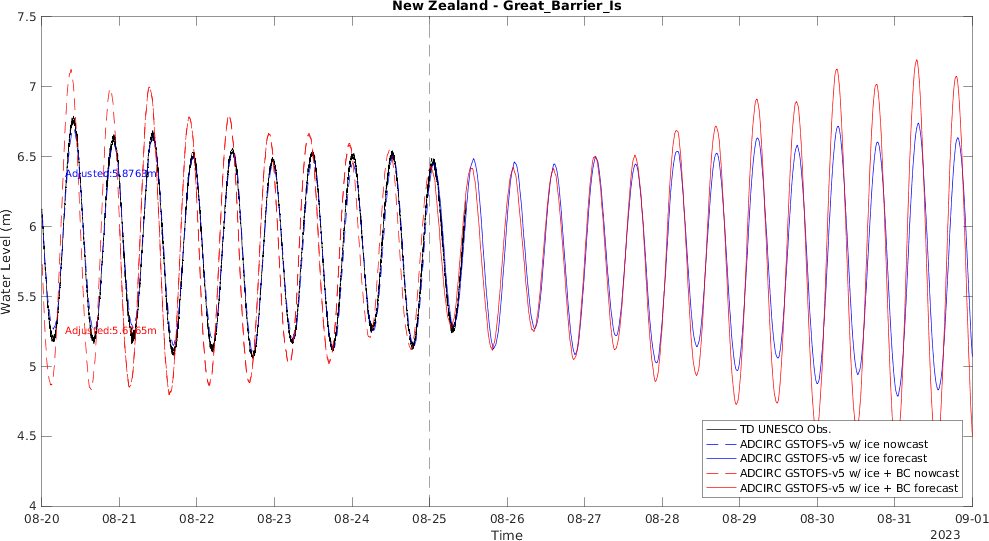 New Zealand - Great_Barrier_Is
7.5
7
6.5
6
5.5
5
4.5
4
Water Level (m)
Adjusted:5.8763m
Adjusted:5.6765m
TD UNESCO Obs.
ADCIRC GSTOFS-v5 w/ ice nowcast
ADCIRC GSTOFS-v5 w/ ice forecast
ADCIRC GSTOFS-v5 w/ ice + BC nowcast
ADCIRC GSTOFS-v5 w/ ice + BC forecast
08-20 08-21 08-22 08-23 08-24 08-25 08-26 08-27 08-28 08-29 08-30 08-31 09-01
Time
2023